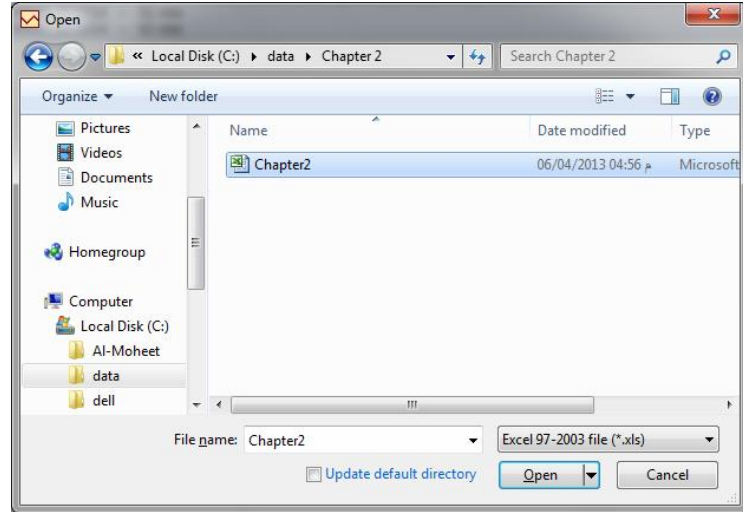 Open
« Local Disk (C:) ▸ data ▸ Chapter 2
Search Chapter 2
Organize
New folder
Pictures
Videos
Documents
Music
Homegroup
Computer
Local Disk (C:)
Al-Moheet
data
dell
Name
Date modified
Type
Chapter2
06/04/2013 04:56 م
Microsoft
File name: Chapter2
Excel 97-2003 file (*.xls)
Update default directory
Open
Cancel